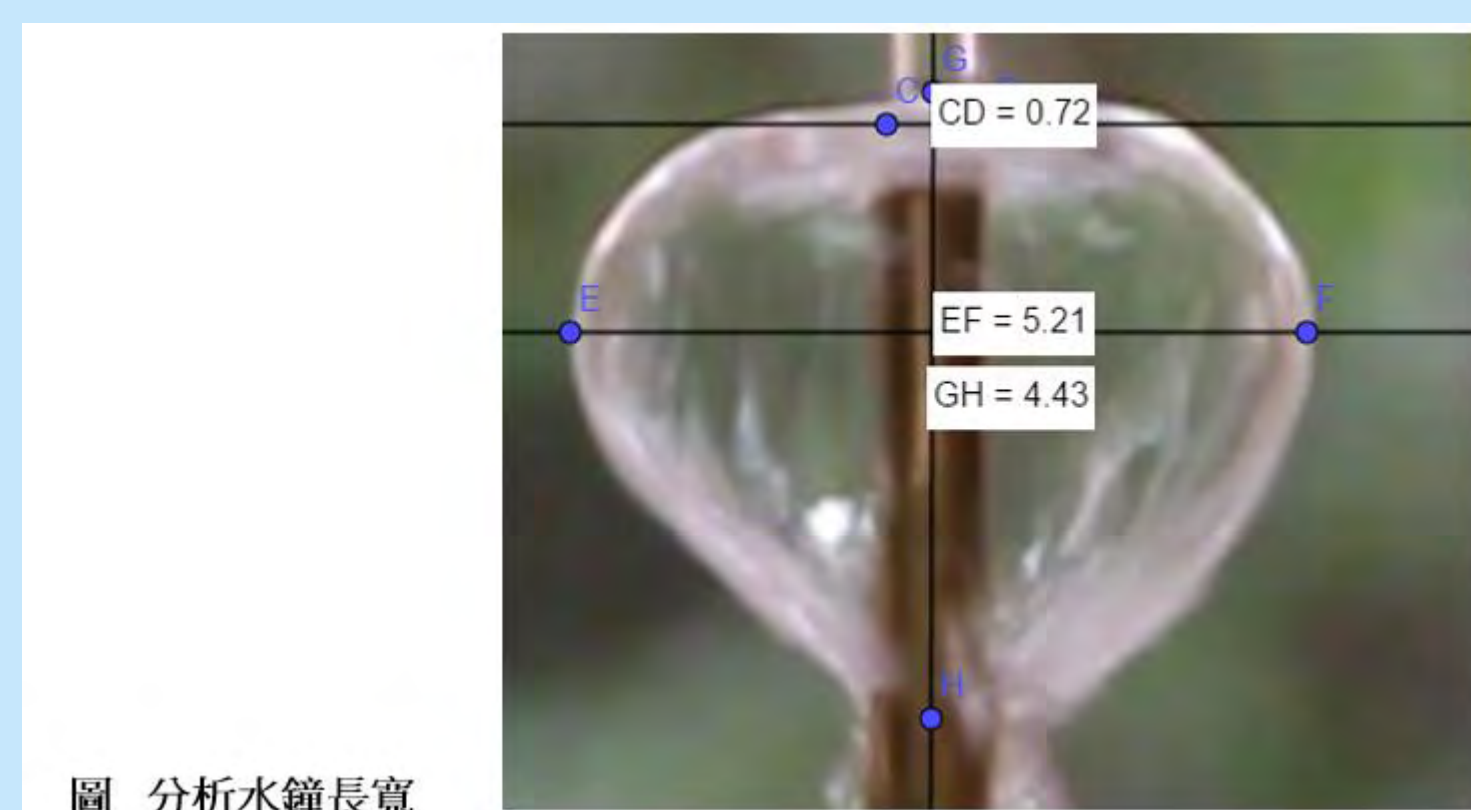 G
C
CD = 0.72
E
F
EF = 5.21
GH = 4.43
H
圖 分析水鐘長寬